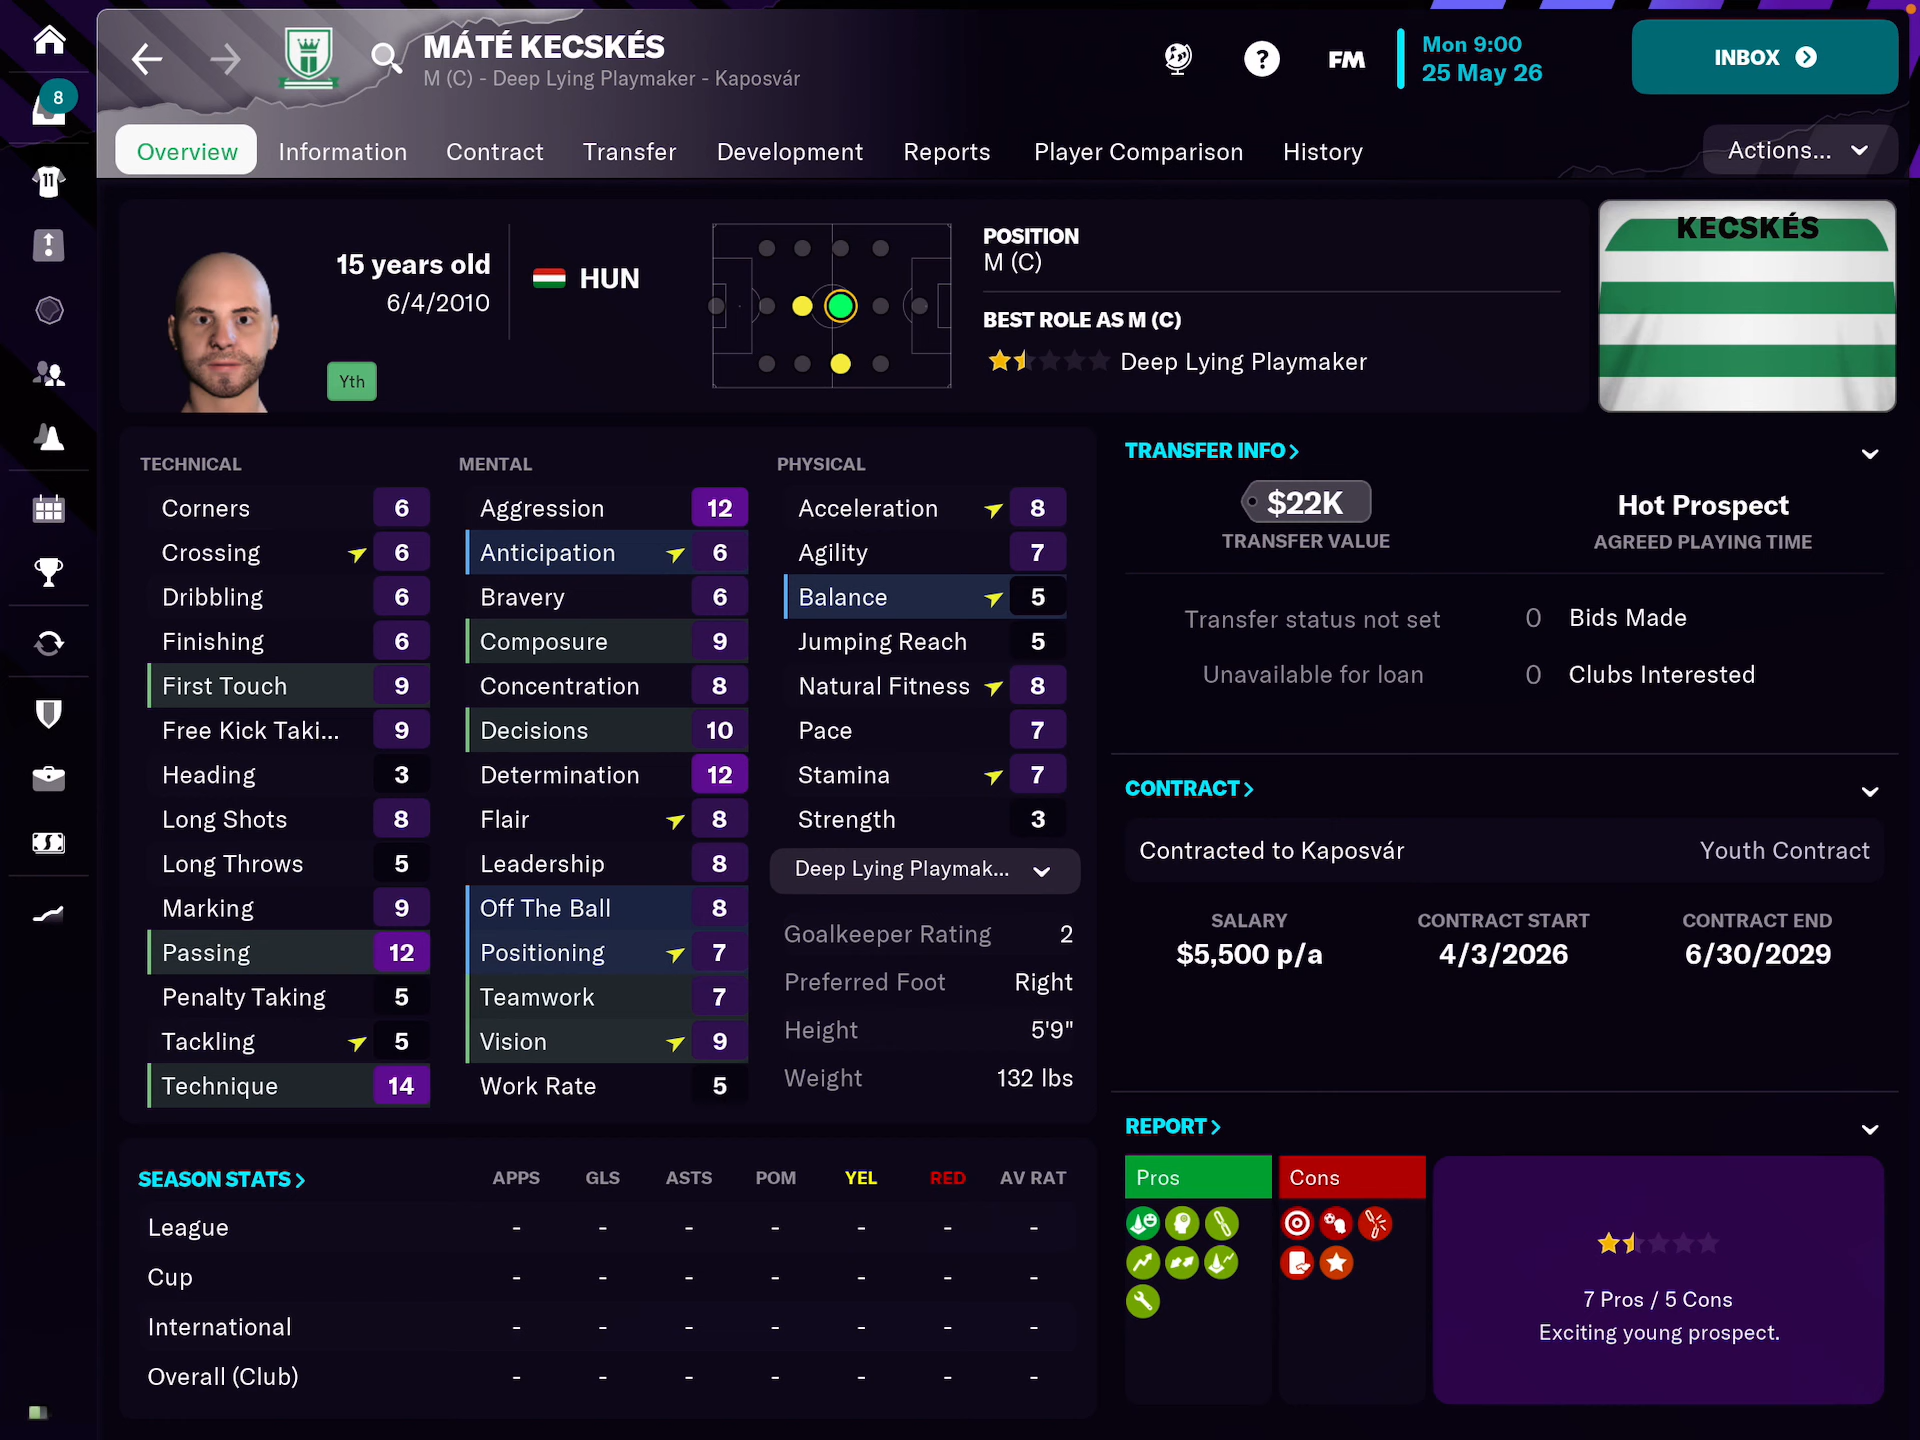 8
MÁTÉ KECSKÉS
M (C) - Deep Lying Playmaker - Kaposvár
?
FM
Mon 9:00
25 May 26
INBOX
Overview
Information
Contract
Transfer
Development
Reports
Player Comparison
History
Actions...
11
15 years old
6/4/2010
HUN
Yth
POSITION
M (C)
BEST ROLE AS M (C)
Deep Lying Playmaker
KECSKÉS
TECHNICAL
Corners 6
Crossing 6
Dribbling 6
Finishing 6
First Touch 9
Free Kick Taki... 9
Heading 3
Long Shots 8
Long Throws 5
Marking 9
Passing 12
Penalty Taking 5
Tackling 5
Technique 14
MENTAL
Aggression 12
Anticipation 6
Bravery 6
Composure 9
Concentration 8
Decisions 10
Determination 12
Flair 8
Leadership 8
Off The Ball 8
Positioning 7
Teamwork 7
Vision 9
Work Rate 5
PHYSICAL
Acceleration 8
Agility 7
Balance 5
Jumping Reach 5
Natural Fitness 8
Pace 7
Stamina 7
Strength 3
Deep Lying Playmak...
Goalkeeper Rating 2
Preferred Foot Right
Height 5'9"
Weight 132 lbs
TRANSFER INFO
$22K
TRANSFER VALUE
Hot Prospect
AGREED PLAYING TIME
Transfer status not set
0 Bids Made
Unavailable for loan
0 Clubs Interested
CONTRACT
Contracted to Kaposvár Youth Contract
SALARY CONTRACT START CONTRACT END
$5,500 p/a 4/3/2026 6/30/2029
SEASON STATS APPS GLS ASTS POM YEL RED AV RAT
League - - - - - - -
Cup - - - - - - -
International - - - - - - -
Overall (Club) - - - - - - -
REPORT
Pros
Cons
7 Pros / 5 Cons
Exciting young prospect.